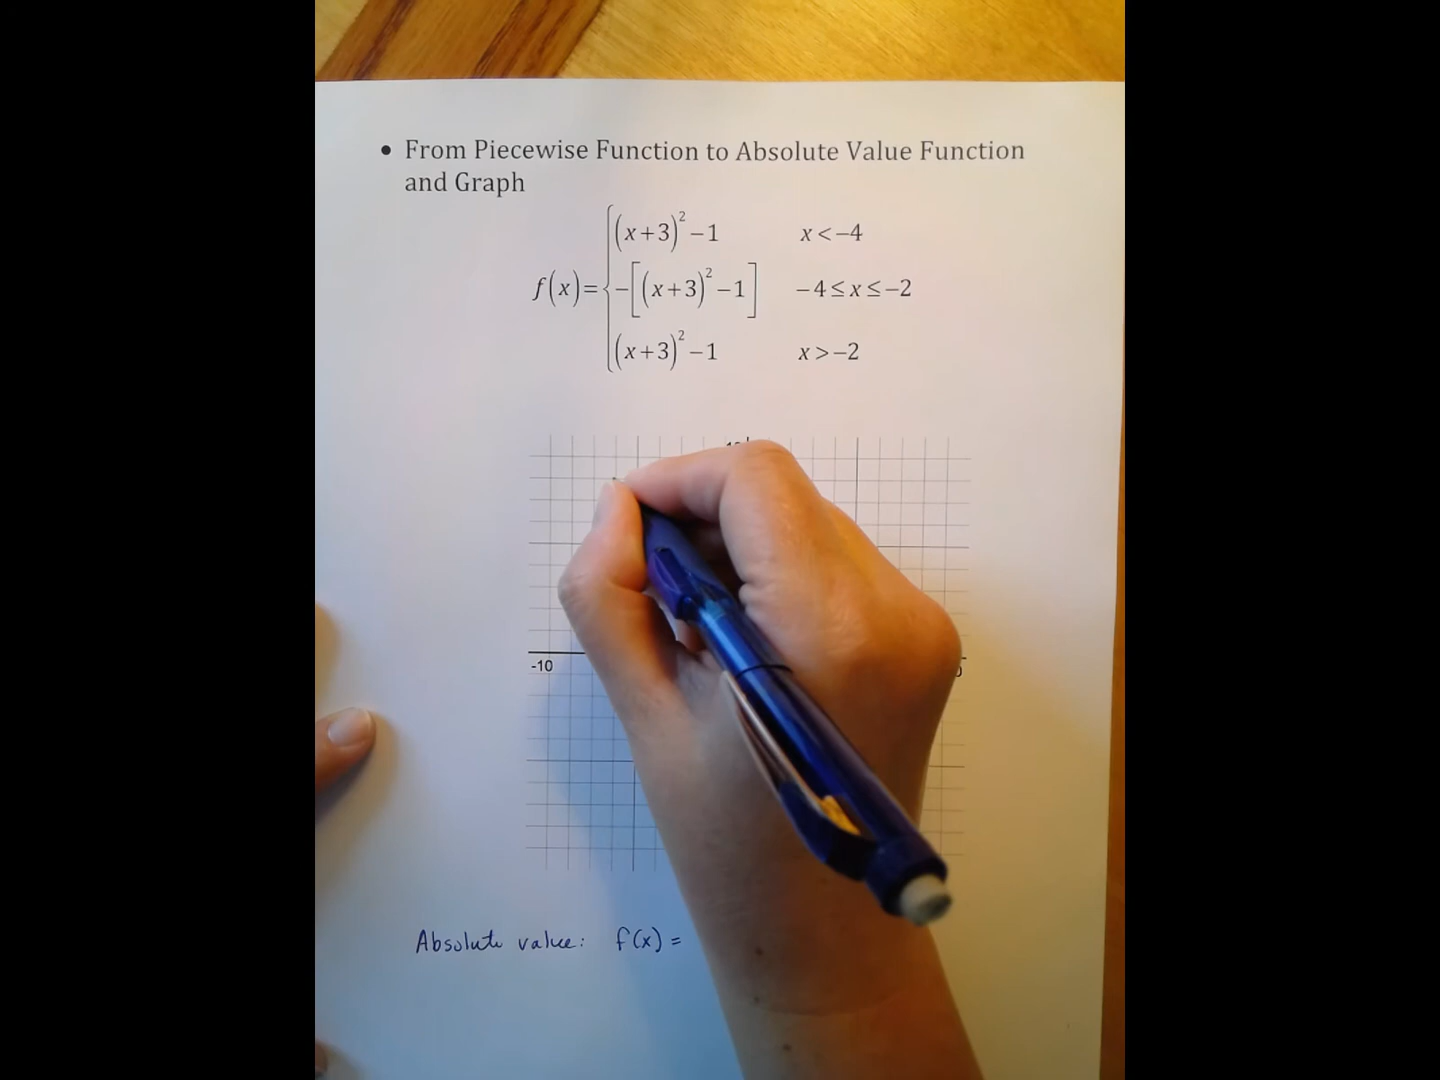 • From Piecewise Function to Absolute Value Function
and Graph
(x+3)² −1 x < −4
f(x) = { −[(x+3)² −1] −4 ≤ x ≤ −2
(x+3)² −1 x > −2
-10
Absolute value: f(x) =